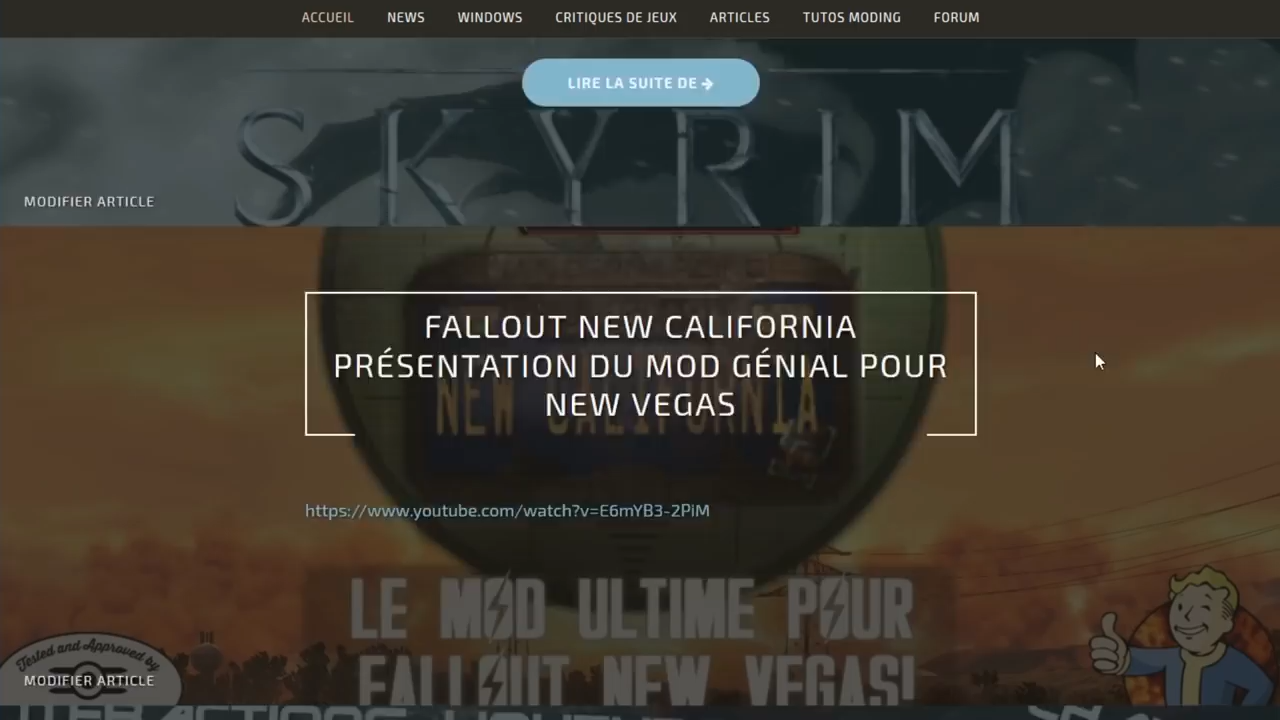 ACCUEIL NEWS WINDOWS CRITIQUES DE JEUX ARTICLES TUTOS MODING FORUM
LIRE LA SUITE DE →
SKYRIM
MODIFIER ARTICLE
FALLOUT NEW CALIFORNIA
PRÉSENTATION DU MOD GÉNIAL POUR
NEW VEGAS
NEW CALIFORNIA
https://www.youtube.com/watch?v=E6mYB3-2PiM
LE MOD ULTIME POUR
FALLOUT NEW VEGAS!
Tested and Approved by
MODIFIER ARTICLE